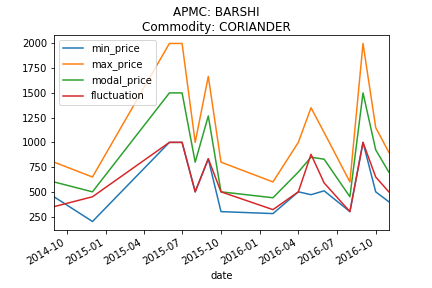 APMC: BARSHI
Commodity: CORIANDER
2000
1750
1500
1250
1000
750
500
250
min_price
max_price
modal_price
fluctuation
2014-10
2015-01
2015-04
2015-07
2015-10
2016-01
2016-04
2016-07
2016-10
date